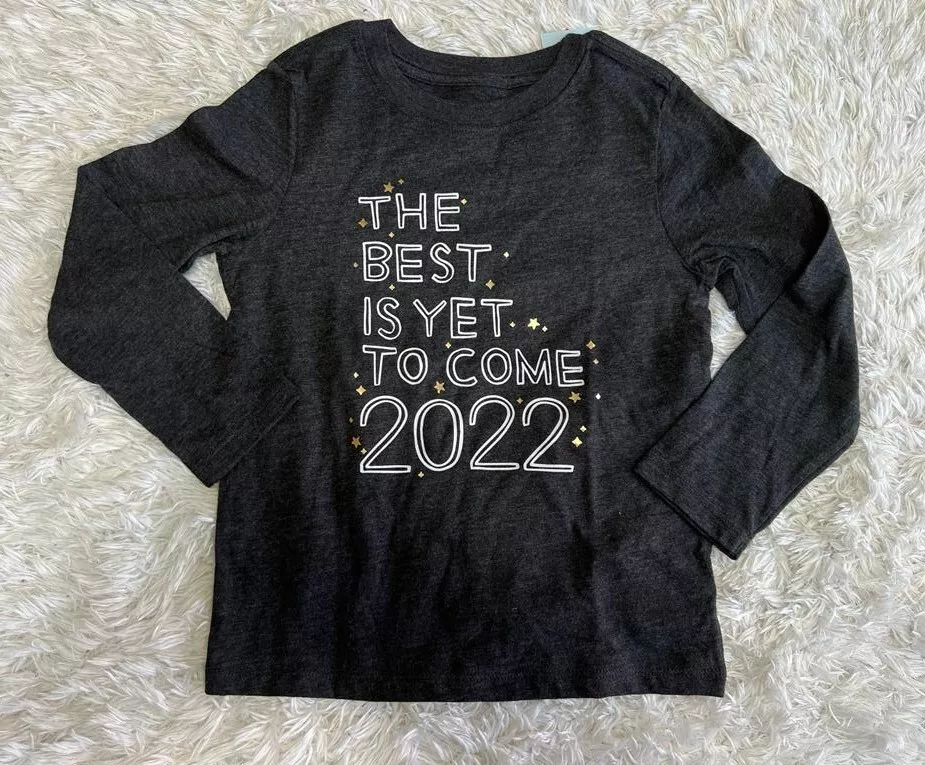 THE
BEST
IS YET
TO COME
2022